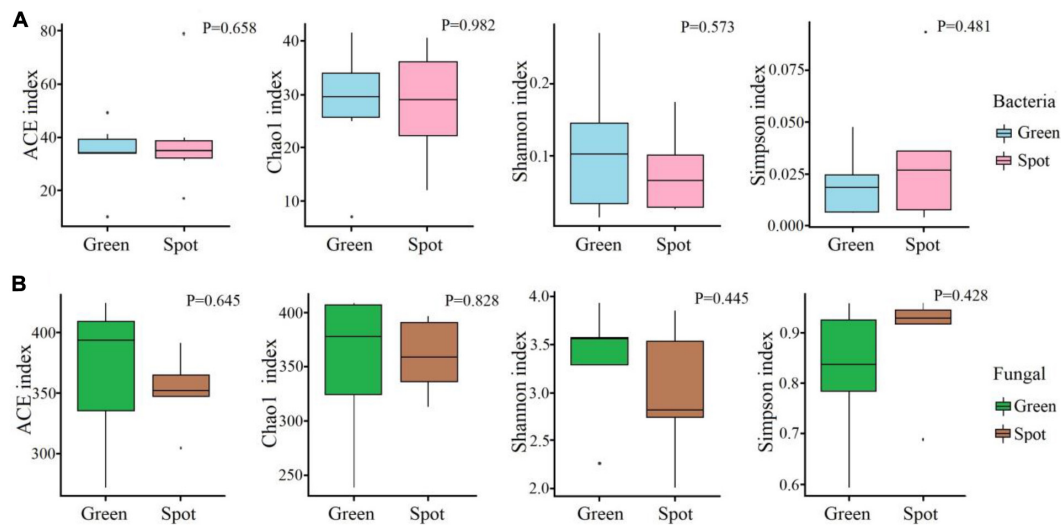 A
P=0.658
ACE index
80
60
40
20
Green Spot
P=0.982
Chao1 index
40
30
20
10
Green Spot
P=0.573
Shannon index
0.2
0.1
Green Spot
P=0.481
Simpson index
0.075
0.050
0.025
0.000
Green Spot
Bacteria
Green
Spot
B
P=0.645
ACE index
400
350
300
Green Spot
P=0.828
Chao1 index
400
350
300
250
Green Spot
P=0.445
Shannon index
4.0
3.5
3.0
2.5
2.0
Green Spot
P=0.428
Simpson index
0.9
0.8
0.7
0.6
Green Spot
Fungal
Green
Spot